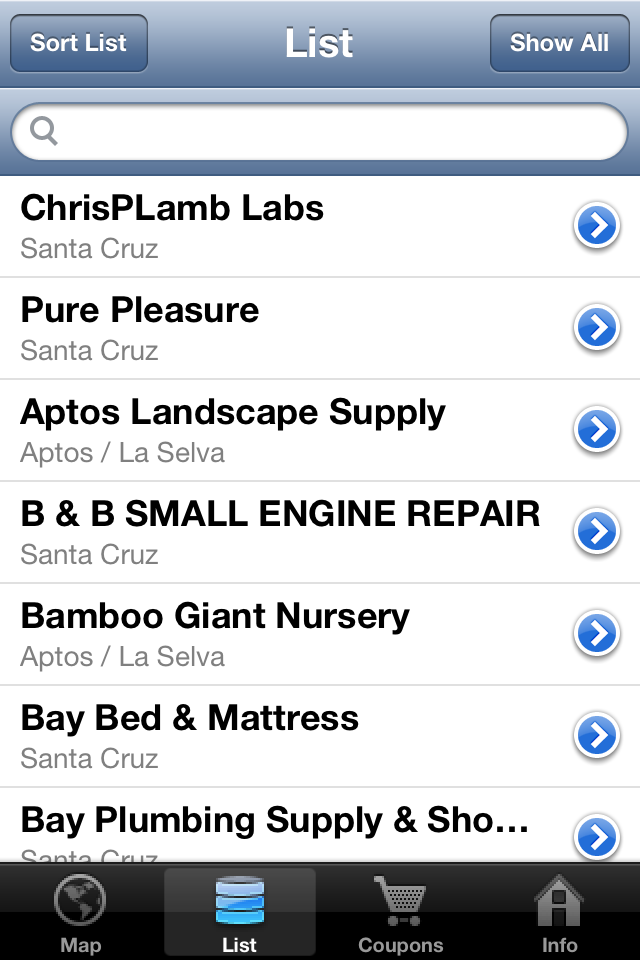 Sort List
List
Show All
ChrisPLamb Labs
Santa Cruz
Pure Pleasure
Santa Cruz
Aptos Landscape Supply
Aptos / La Selva
B & B SMALL ENGINE REPAIR
Santa Cruz
Bamboo Giant Nursery
Aptos / La Selva
Bay Bed & Mattress
Santa Cruz
Bay Plumbing Supply & Sho...
Santa Cruz
Map
List
Coupons
Info